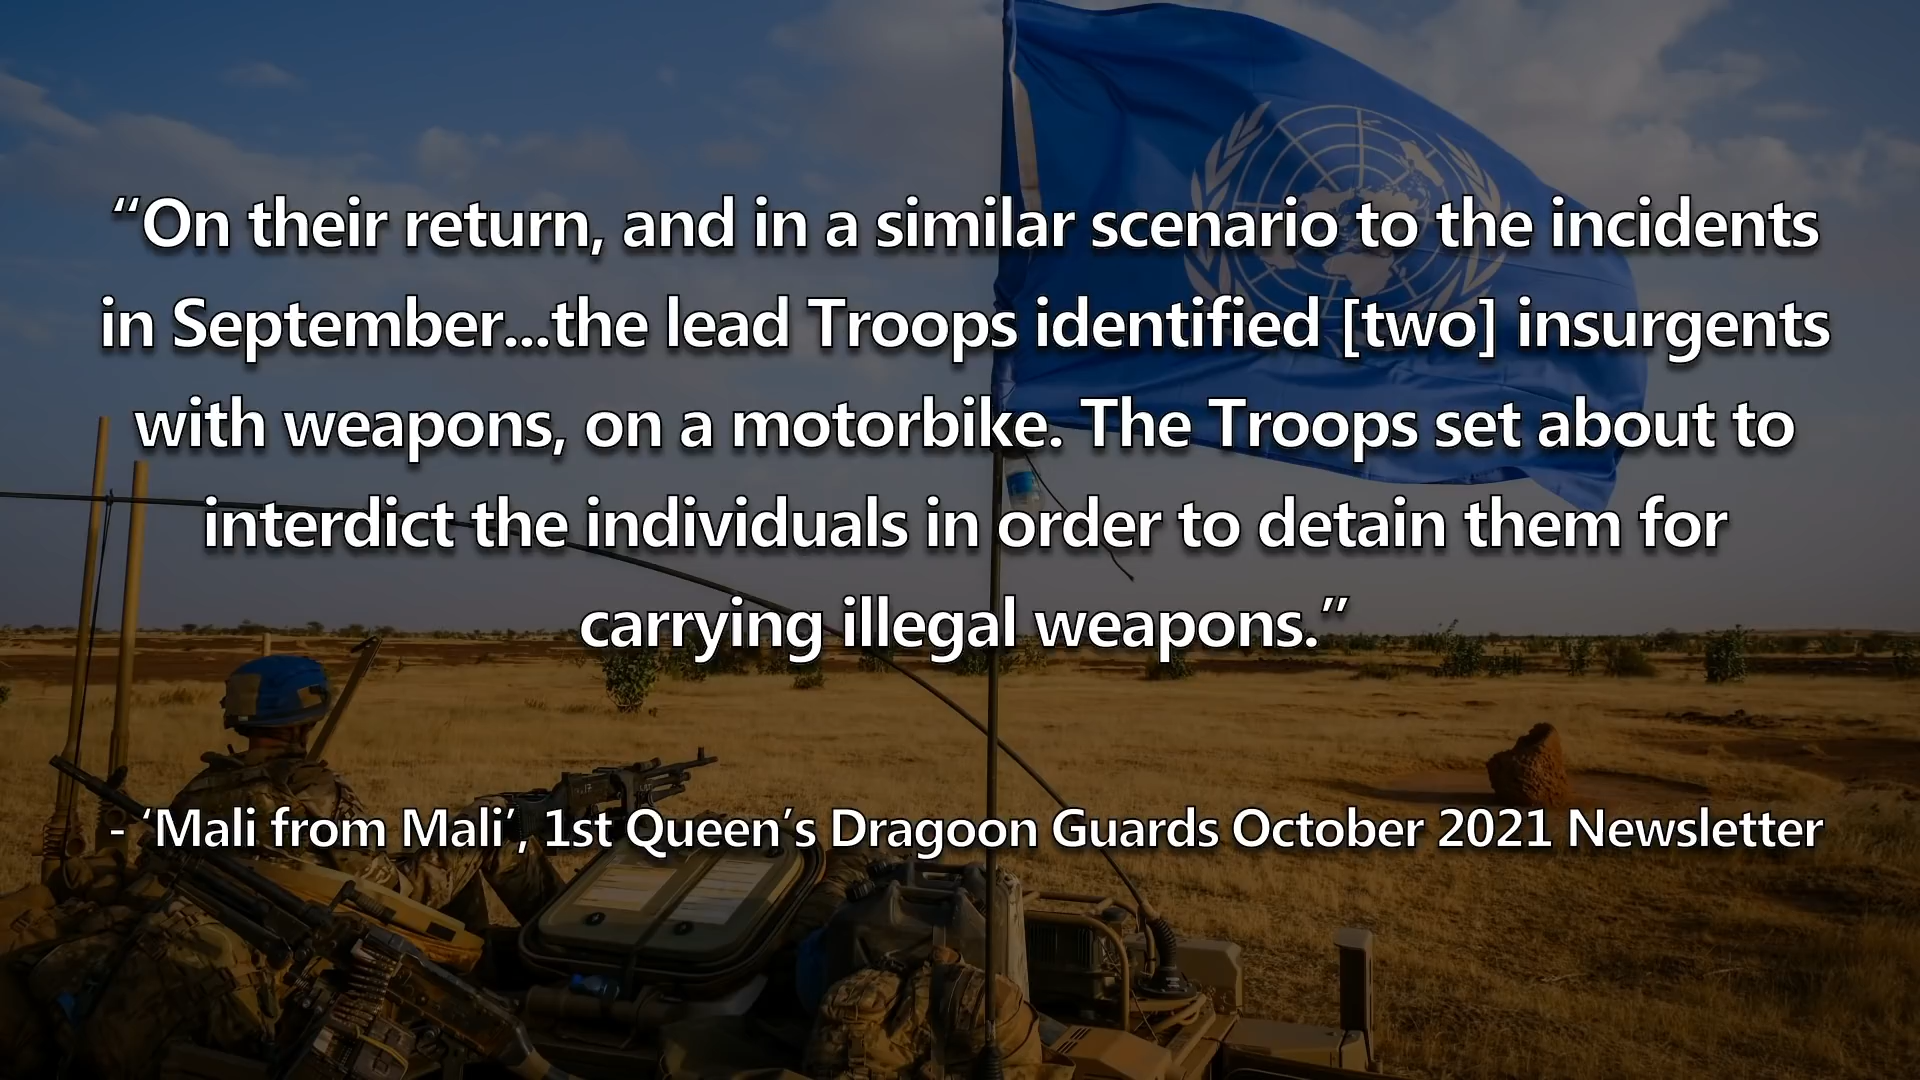 “On their return, and in a similar scenario to the incidents
in September...the lead Troops identified [two] insurgents
with weapons, on a motorbike. The Troops set about to
interdict the individuals in order to detain them for
carrying illegal weapons.”
- ‘Mali from Mali’, 1st Queen’s Dragoon Guards October 2021 Newsletter